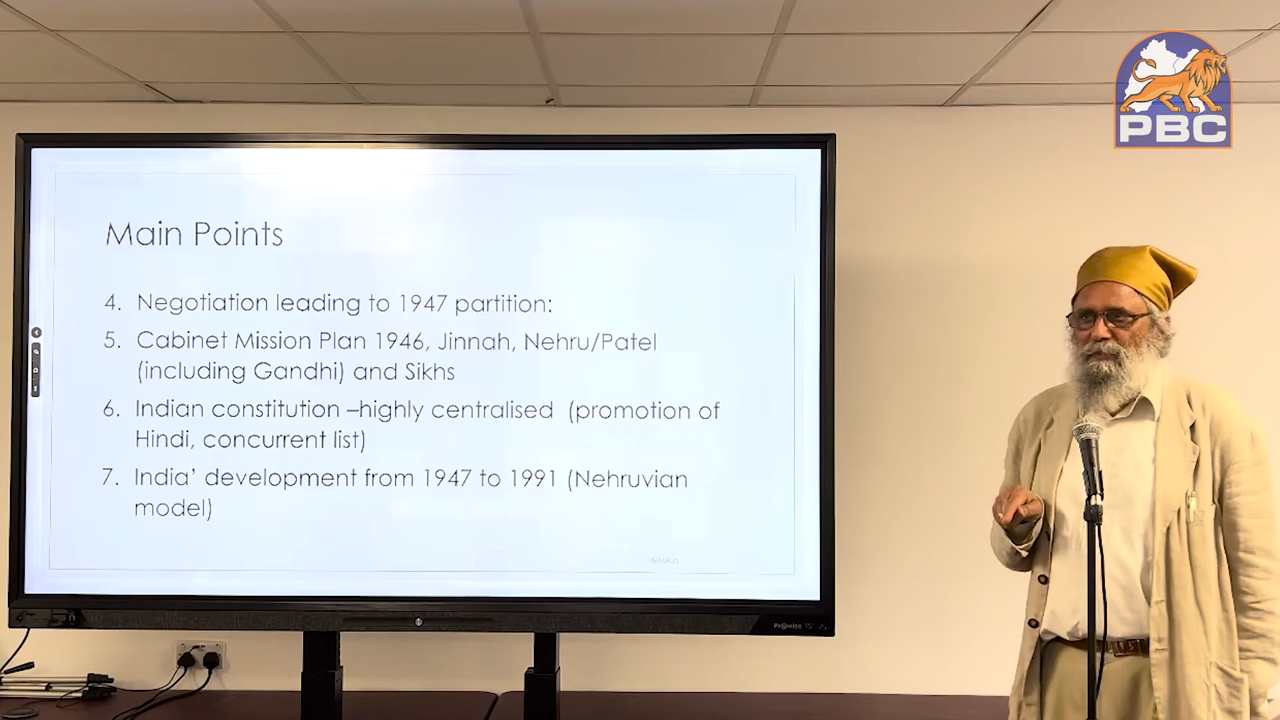 PBC
Main Points
4. Negotiation leading to 1947 partition:
5. Cabinet Mission Plan 1946, Jinnah, Nehru/Patel
(including Gandhi) and Sikhs
6. Indian constitution –highly centralised (promotion of
Hindi, concurrent list)
7. India' development from 1947 to 1991 (Nehruvian
model)